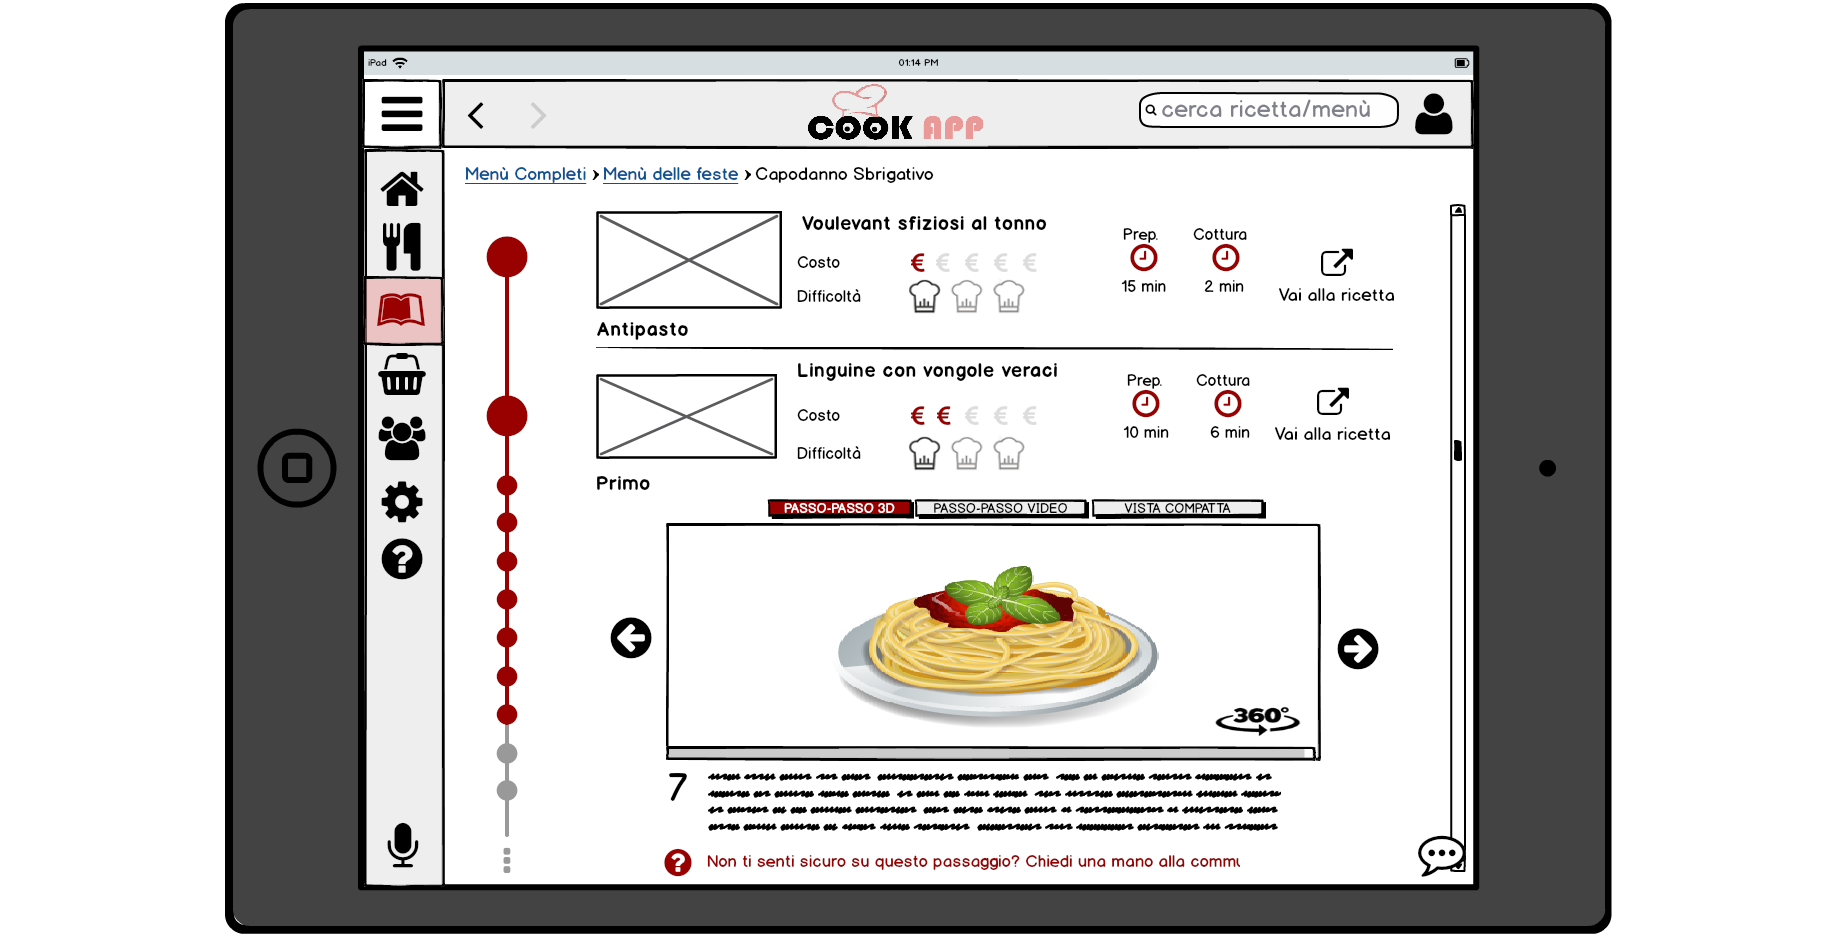 iPad
01:14 PM
COOK APP
cerca ricetta/menù
Menù Completi > Menù delle feste > Capodanno Sbrigativo
Voulevant sfiziosi al tonno
Costo € € € € €
Difficoltà
Prep.
15 min
Cottura
2 min
Vai alla ricetta
Antipasto
Linguine con vongole veraci
Costo € € € € €
Difficoltà
Prep.
10 min
Cottura
6 min
Vai alla ricetta
Primo
PASSO-PASSO 3D
PASSO-PASSO VIDEO
VISTA COMPATTA
360°
7
? Non ti senti sicuro su questo passaggio? Chiedi una mano alla commu